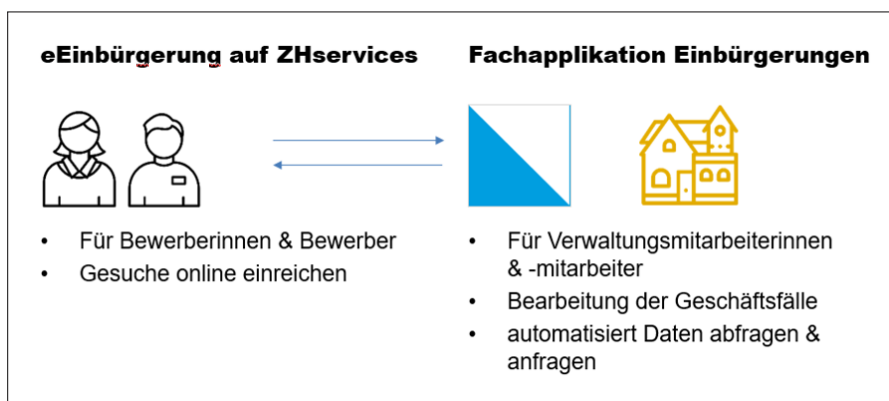 eEinbürgerung auf ZHservices
Für Bewerberinnen & Bewerber
Gesuche online einreichen
Fachapplikation Einbürgerungen
Für Verwaltungsmitarbeiterinnen
& -mitarbeiter
Bearbeitung der Geschäftsfälle
automatisiert Daten abfragen &
anfragen